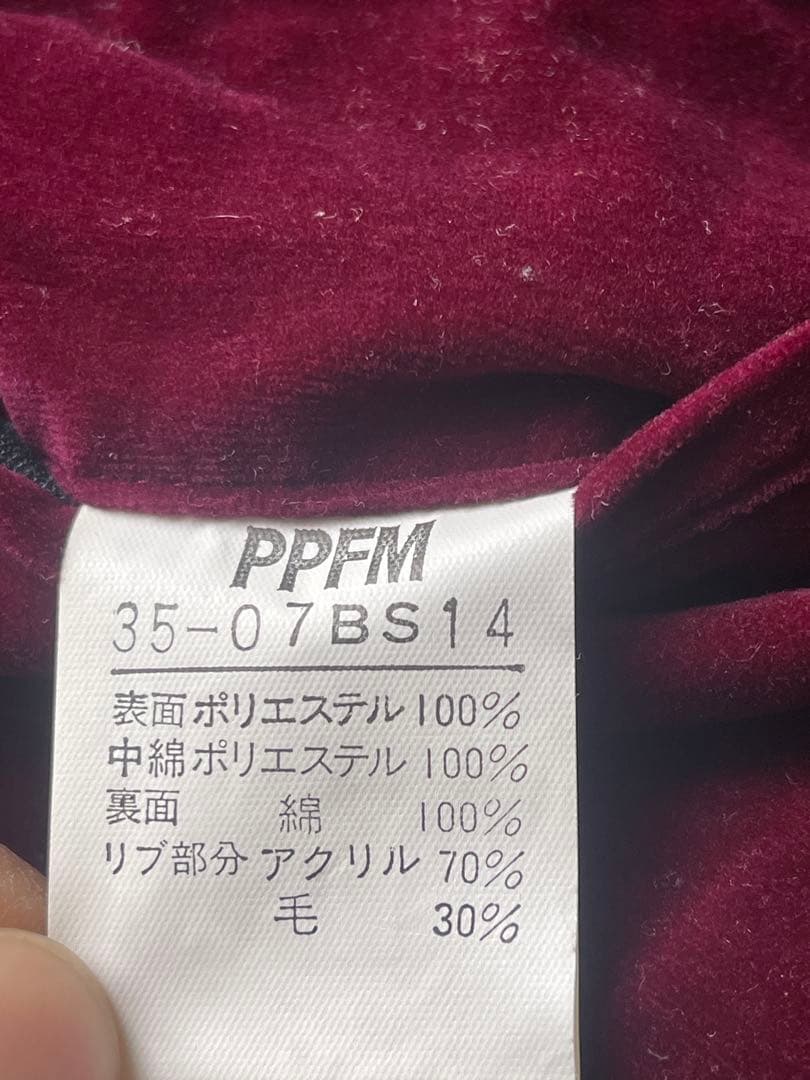 PPFM
35-07BS14
表面ポリエステル100%
中綿ポリエステル100%
裏面 綿 100%
リブ部分 アクリル 70%
毛 30%